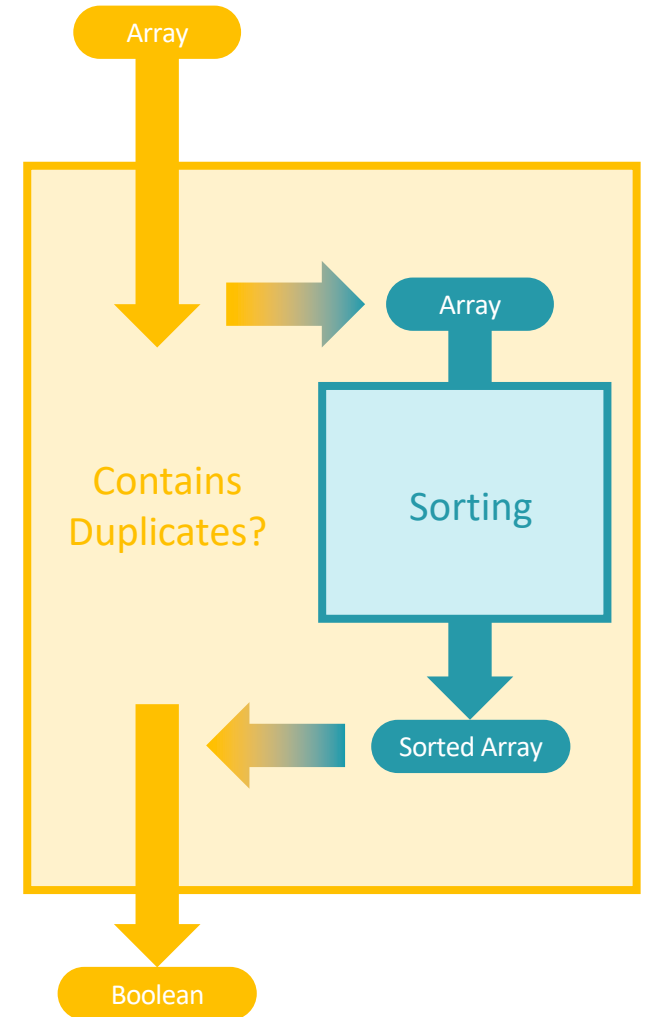 Array
Array
Contains
Duplicates?
Sorting
Sorted Array
Boolean